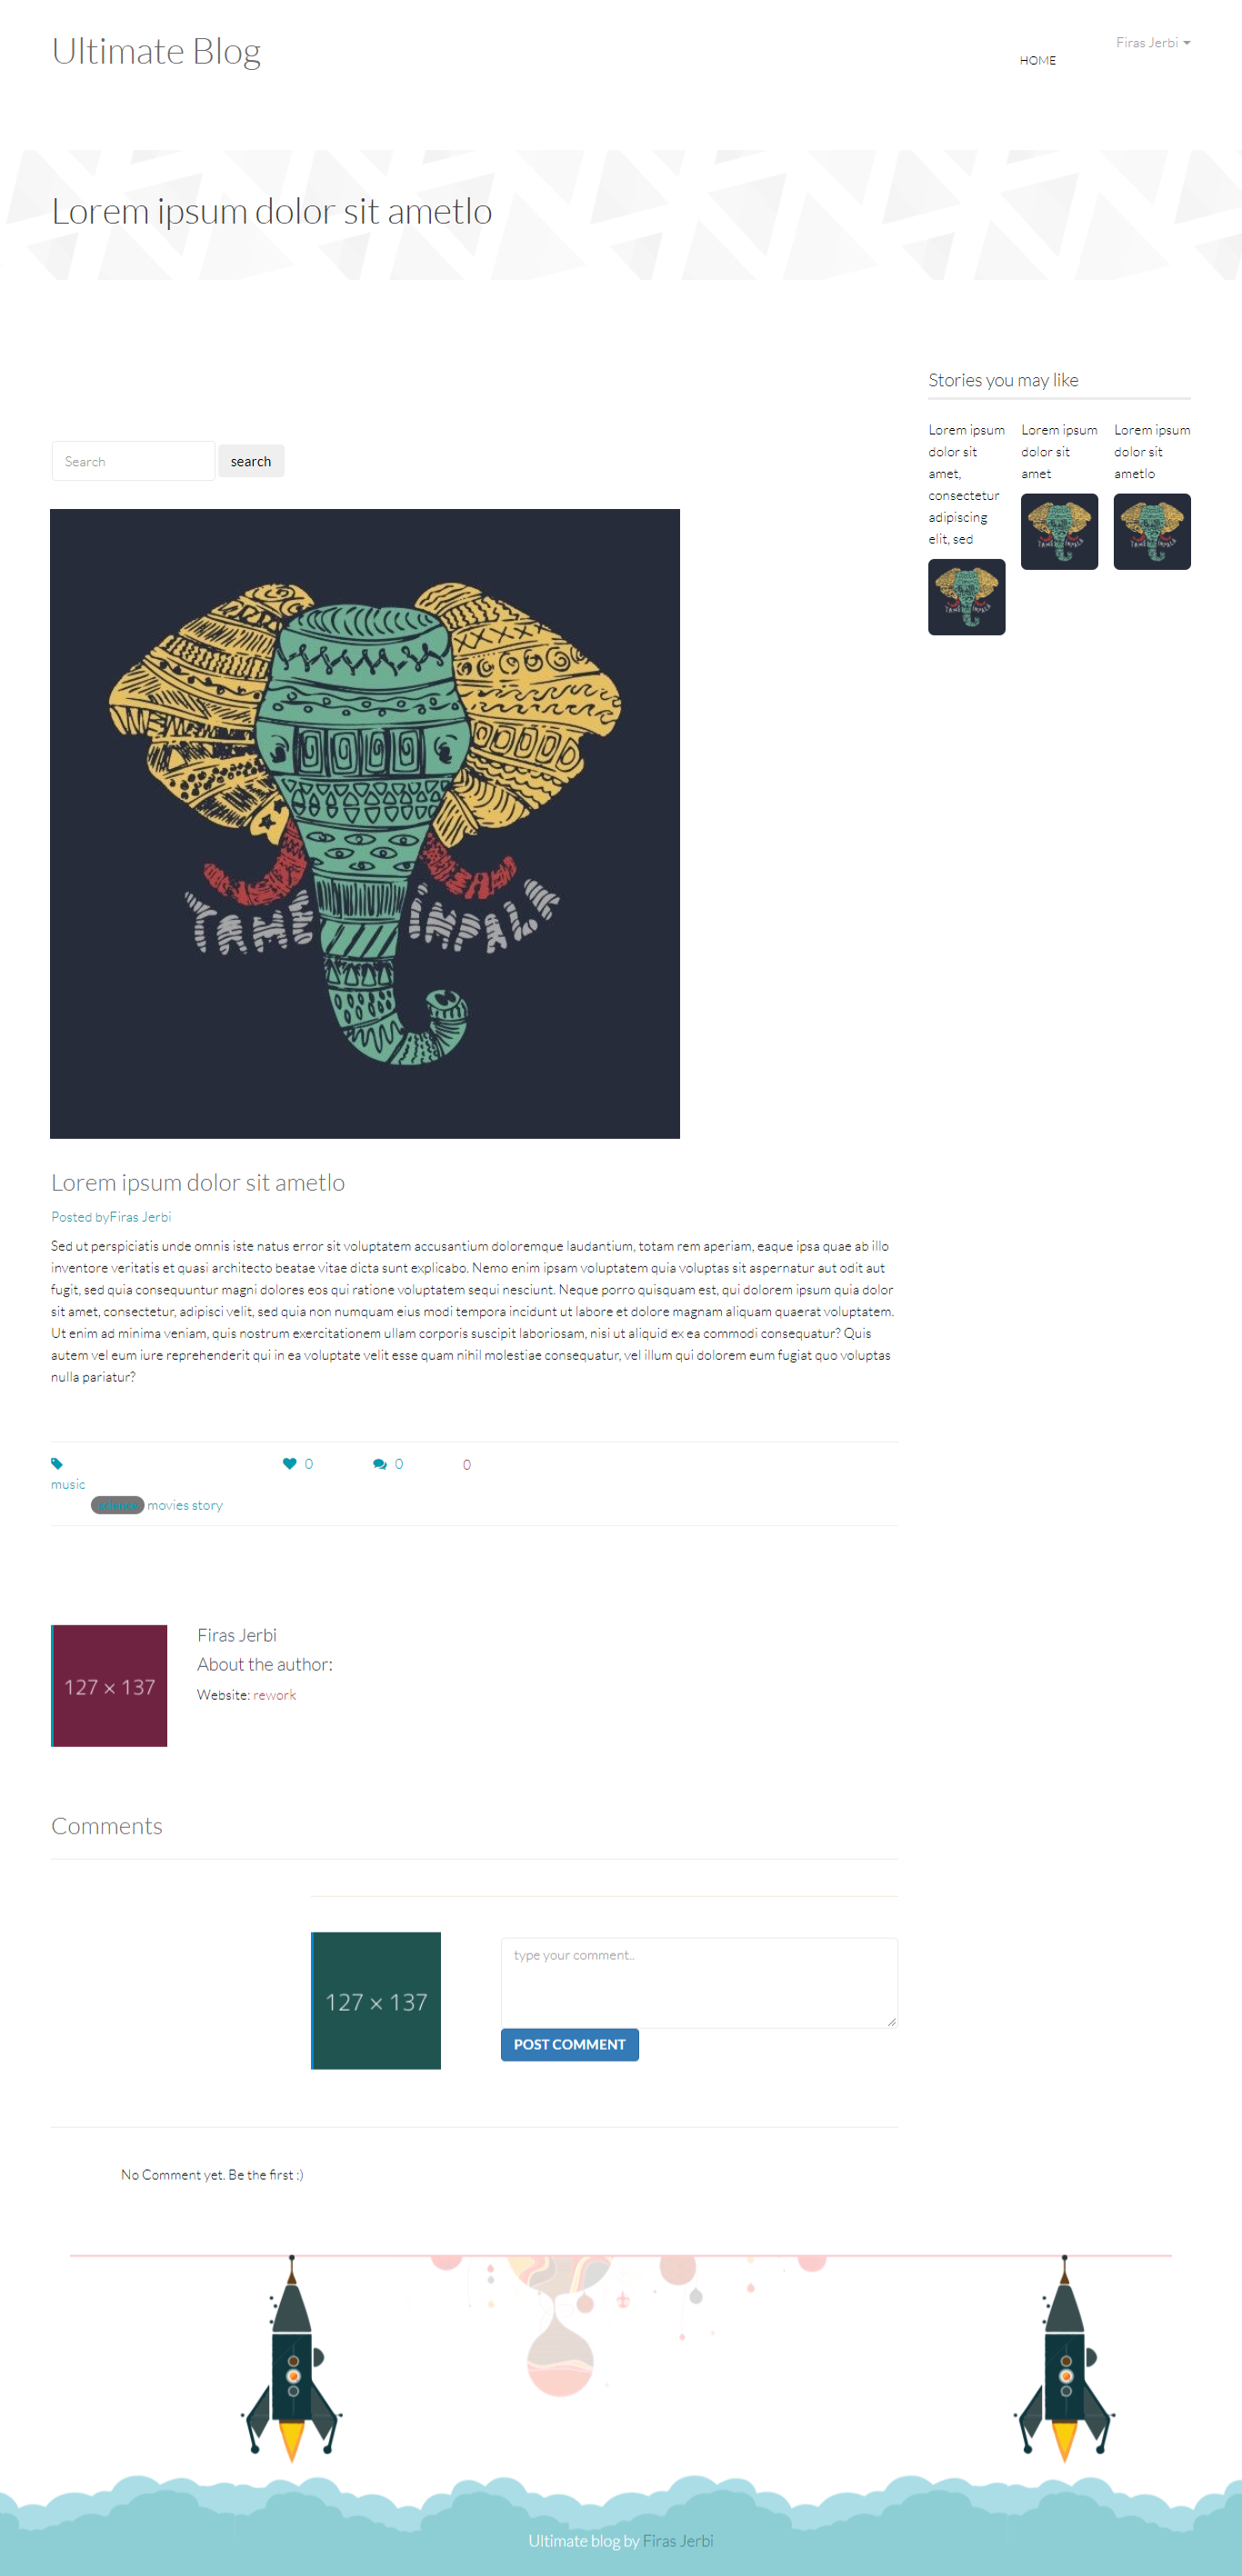 Ultimate Blog
HOME
Firas Jerbi
Lorem ipsum dolor sit ametlo
Stories you may like
Lorem ipsum
dolor sit
amet,
consectetur
adipiscing
elit, sed
Lorem ipsum
dolor sit
amet
Lorem ipsum
dolor sit
ametlo
TAME IMPALA
TAME IMPALA
TAME IMPALA
Search
search
TAME IMPALA
Lorem ipsum dolor sit ametlo
Posted byFiras Jerbi
Sed ut perspiciatis unde omnis iste natus error sit voluptatem accusantium doloremque laudantium, totam rem aperiam, eaque ipsa quae ab illo
inventore veritatis et quasi architecto beatae vitae dicta sunt explicabo. Nemo enim ipsam voluptatem quia voluptas sit aspernatur aut odit aut
fugit, sed quia consequuntur magni dolores eos qui ratione voluptatem sequi nesciunt. Neque porro quisquam est, qui dolorem ipsum quia dolor
sit amet, consectetur, adipisci velit, sed quia non numquam eius modi tempora incidunt ut labore et dolore magnam aliquam quaerat voluptatem.
Ut enim ad minima veniam, quis nostrum exercitationem ullam corporis suscipit laboriosam, nisi ut aliquid ex ea commodi consequatur? Quis
autem vel eum iure reprehenderit qui in ea voluptate velit esse quam nihil molestiae consequatur, vel illum qui dolorem eum fugiat quo voluptas
nulla pariatur?
0 0 0
music
science movies story
127 × 137
Firas Jerbi
About the author:
Website: rework
Comments
127 × 137
type your comment..
POST COMMENT
No Comment yet. Be the first :)
Ultimate blog by Firas Jerbi